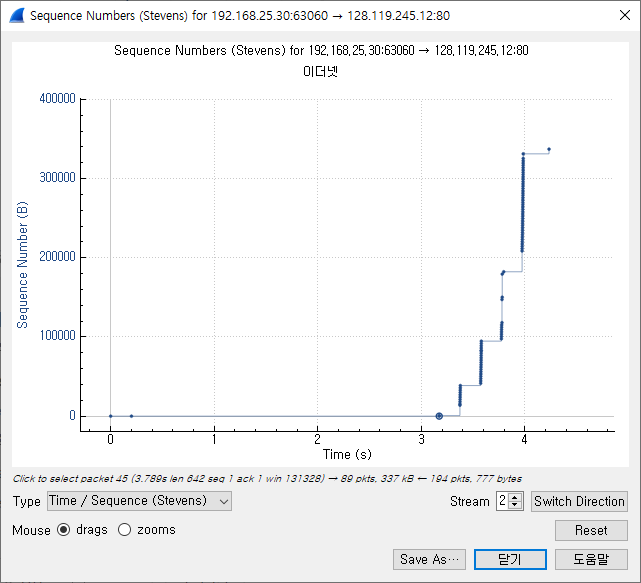 Sequence Numbers (Stevens) for 192.168.25.30:63060 → 128.119.245.12:80
Sequence Numbers (Stevens) for 192.168.25.30:63060 → 128.119.245.12:80
이더넷
400000
300000
200000
100000
0
Sequence Number (B)
0 1 2 3 4
Time (s)
Click to select packet 45 (3.789s len 642 seq 1 ack 1 win 131328) → 89 pkts, 337 kB ← 194 pkts, 777 bytes
Type Time / Sequence (Stevens) Stream 2 Switch Direction
Mouse drags zooms Reset
Save As… 닫기 도움말